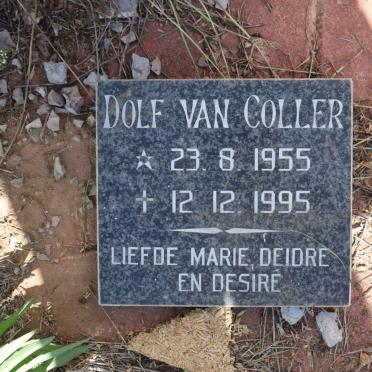 DOLF VAN COLLER
☆ 23. 8. 1955
✝ 12. 12. 1995
LIEFDE MARIE, DEIDRE
EN DESIRÉ